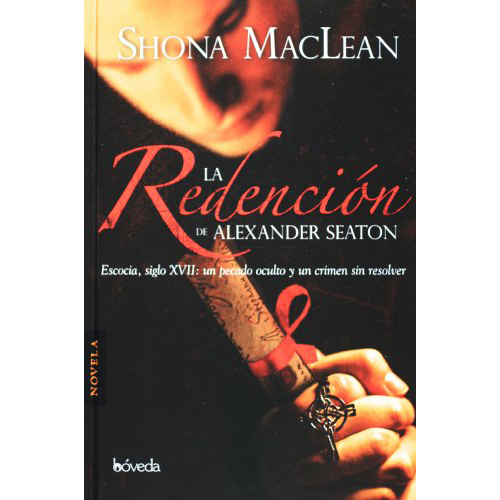 SHONA MACLEAN
LA
Redención
DE ALEXANDER SEATON
Escocia, siglo XVII: un pecado oculto y un crimen sin resolver
NOVELA
bóveda